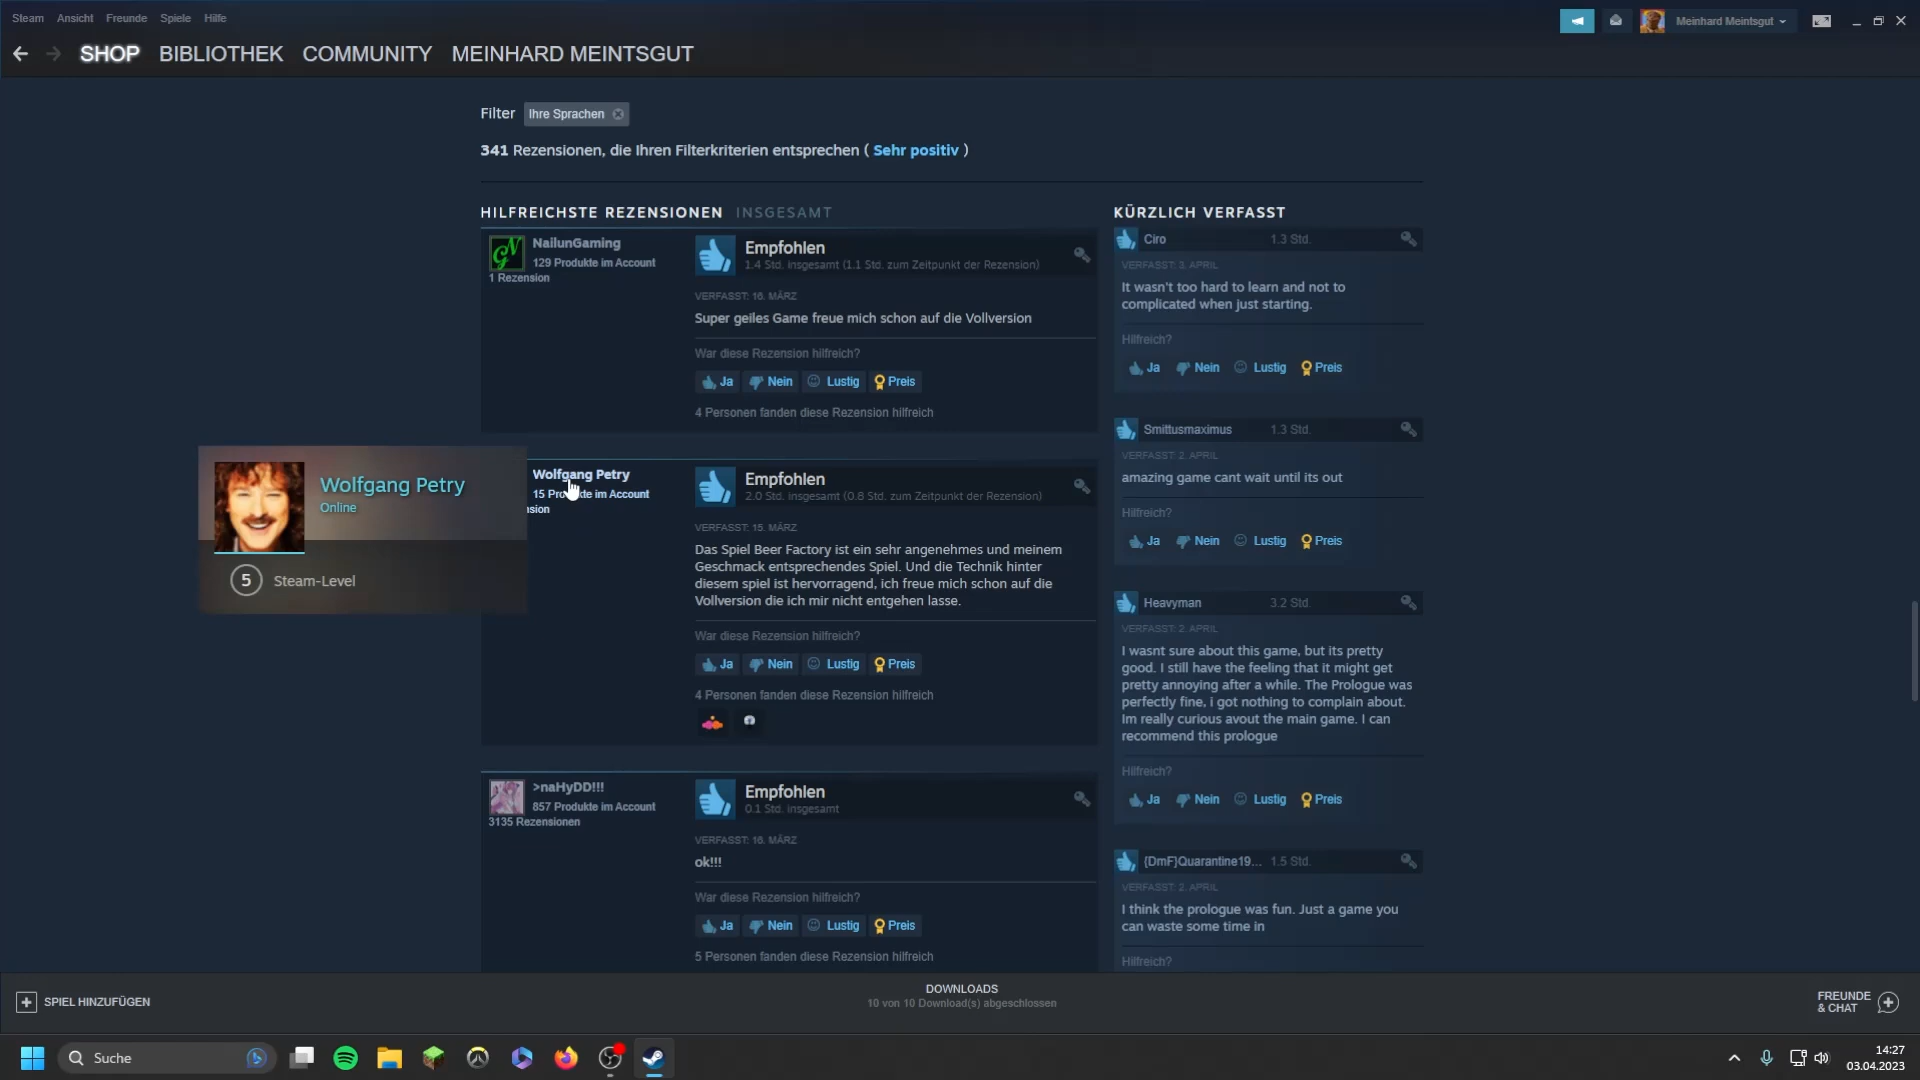 Steam Ansicht Freunde Spiele Hilfe
Meinhard Meintsgut
SHOP BIBLIOTHEK COMMUNITY MEINHARD MEINTSGUT
Filter Ihre Sprachen
341 Rezensionen, die Ihren Filterkriterien entsprechen ( Sehr positiv )
HILFREICHSTE REZENSIONEN INSGESAMT
NailunGaming
129 Produkte im Account
1 Rezension
Empfohlen
1.4 Std. insgesamt (1.1 Std. zum Zeitpunkt der Rezension)
VERFASST: 16. MÄRZ
Super geiles Game freue mich schon auf die Vollversion
War diese Rezension hilfreich?
Ja Nein Lustig Preis
4 Personen fanden diese Rezension hilfreich
Wolfgang Petry
Online
5 Steam-Level
Wolfgang Petry
15 Produkte im Account
nsion
Empfohlen
2.0 Std. insgesamt (0.8 Std. zum Zeitpunkt der Rezension)
VERFASST: 15. MÄRZ
Das Spiel Beer Factory ist ein sehr angenehmes und meinem
Geschmack entsprechendes Spiel. Und die Technik hinter
diesem spiel ist hervorragend, ich freue mich schon auf die
Vollversion die ich mir nicht entgehen lasse.
War diese Rezension hilfreich?
Ja Nein Lustig Preis
4 Personen fanden diese Rezension hilfreich
>naHyDD!!!
857 Produkte im Account
3135 Rezensionen
Empfohlen
0.1 Std. insgesamt
VERFASST: 16. MÄRZ
ok!!!
War diese Rezension hilfreich?
Ja Nein Lustig Preis
5 Personen fanden diese Rezension hilfreich
KÜRZLICH VERFASST
Ciro 1.3 Std.
VERFASST: 3. APRIL
It wasn't too hard to learn and not to
complicated when just starting.
Hilfreich?
Ja Nein Lustig Preis
Smittusmaximus 1.3 Std.
VERFASST: 2. APRIL
amazing game cant wait until its out
Hilfreich?
Ja Nein Lustig Preis
Heavyman 3.2 Std.
VERFASST: 2. APRIL
I wasnt sure about this game, but its pretty
good. I still have the feeling that it might get
pretty annoying after a while. The Prologue was
perfectly fine, i got nothing to complain about.
Im really curious avout the main game. I can
recommend this prologue
Hilfreich?
Ja Nein Lustig Preis
{DmF}Quarantine19... 1.5 Std.
VERFASST: 2. APRIL
I think the prologue was fun. Just a game you
can waste some time in
Hilfreich?
SPIEL HINZUFÜGEN
DOWNLOADS
10 von 10 Download(s) abgeschlossen
FREUNDE
& CHAT
Suche
14:27
03.04.2023